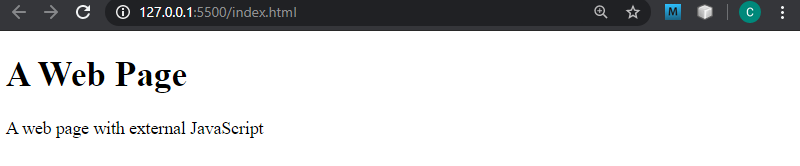 127.0.0.1:5500/index.html
M
C
A Web Page
A web page with external JavaScript